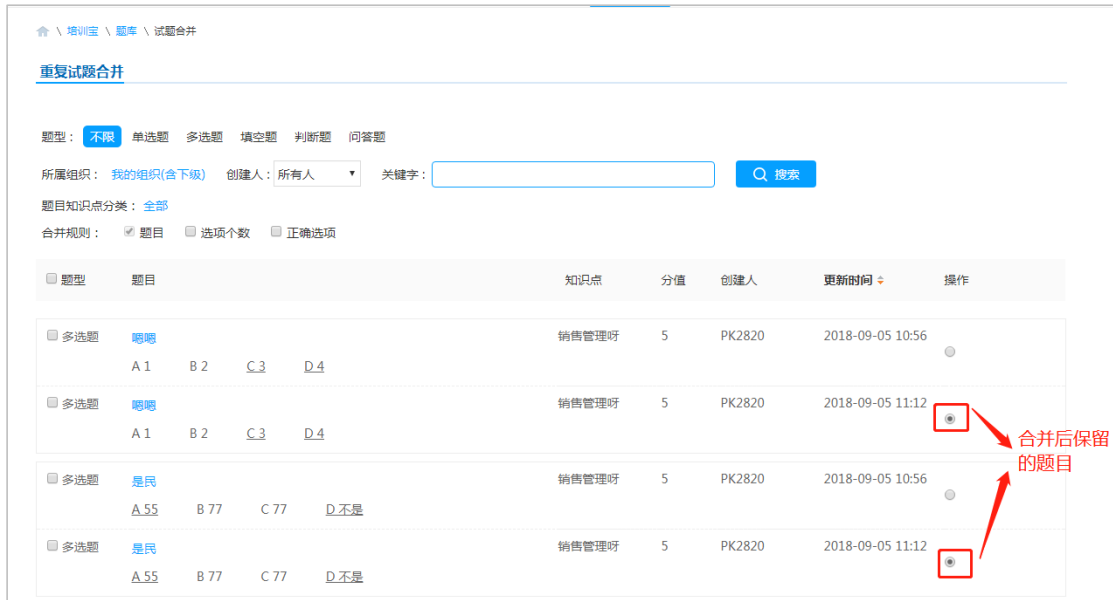 \ 培训宝 \ 题库 \ 试题合并
重复试题合并
题型： 不限 单选题 多选题 填空题 判断题 问答题
所属组织： 我的组织(含下级) 创建人： 所有人 关键字： 搜索
题目知识点分类： 全部
合并规则： 题目 选项个数 正确选项
题型 题目 知识点 分值 创建人 更新时间 操作
多选题 嗯嗯 销售管理呀 5 PK2820 2018-09-05 10:56
A 1 B 2 C 3 D 4
多选题 嗯嗯 销售管理呀 5 PK2820 2018-09-05 11:12
A 1 B 2 C 3 D 4
合并后保留
的题目
多选题 是民 销售管理呀 5 PK2820 2018-09-05 10:56
A 55 B 77 C 77 D 不是
多选题 是民 销售管理呀 5 PK2820 2018-09-05 11:12
A 55 B 77 C 77 D 不是